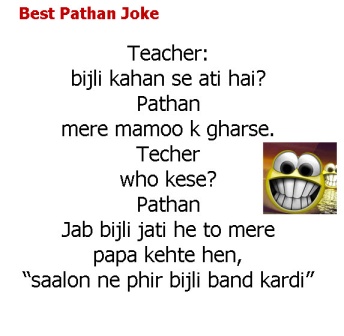 Best Pathan Joke
Teacher:
bijli kahan se ati hai?
Pathan
mere mamoo k gharse.
Techer
who kese?
Pathan
Jab bijli jati he to mere
papa kehte hen,
“saalon ne phir bijli band kardi”